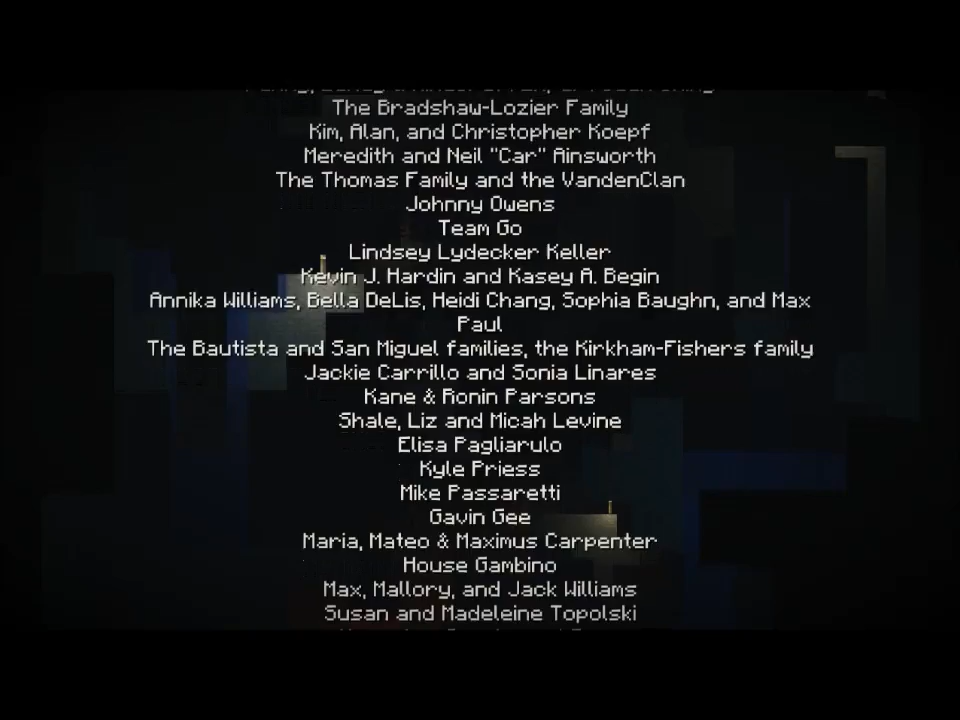 The Bradshaw-Lozier Family
Kim, Alan, and Christopher Koepf
Meredith and Neil "Car" Ainsworth
The Thomas Family and the VandenClan
Johnny Owens
Team Go
Lindsey Lydecker Keller
Kevin J. Hardin and Kasey A. Begin
Annika Williams, Bella DeLis, Heidi Chang, Sophia Baughn, and Max
Paul
The Bautista and San Miguel families, the Kirkham-Fishers family
Jackie Carrillo and Sonia Linares
Kane & Ronin Parsons
Shale, Liz and Micah Levine
Elisa Pagliarulo
Kyle Priess
Mike Passaretti
Gavin Gee
Maria, Mateo & Maximus Carpenter
House Gambino
Max, Mallory, and Jack Williams
Susan and Madeleine Topolski